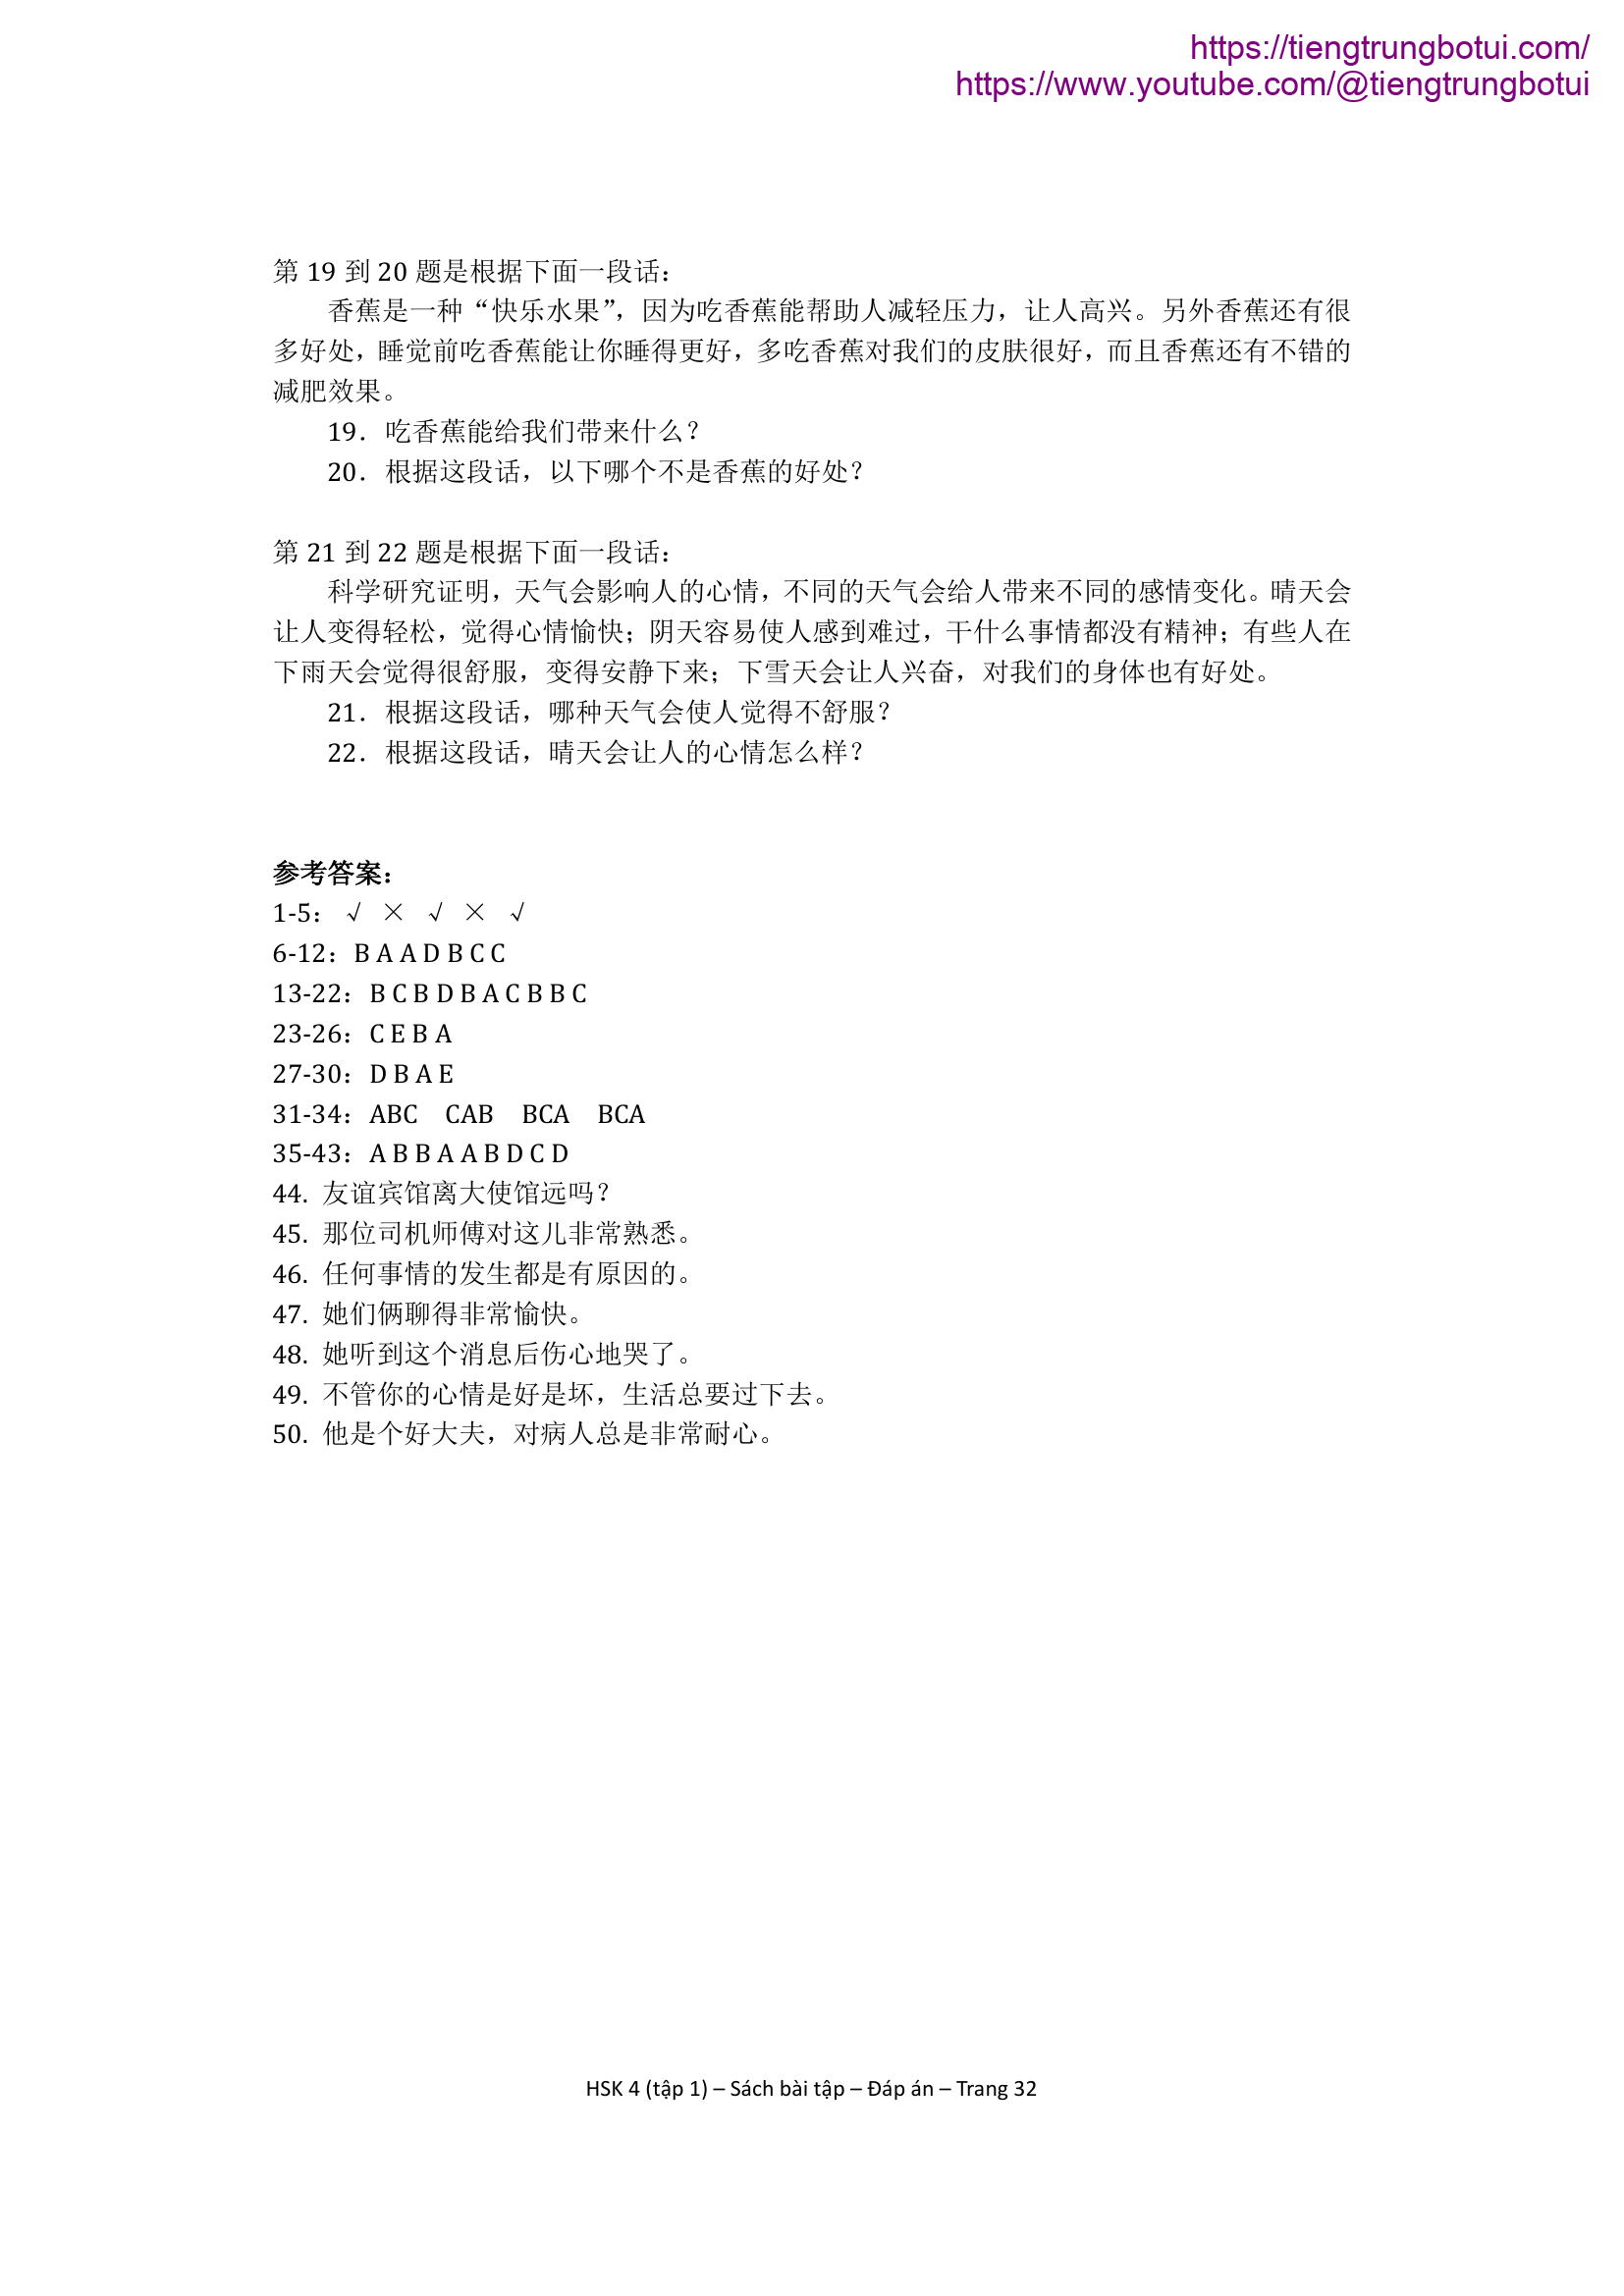 https://tiengtrungbotui.com/
https://www.youtube.com/@tiengtrungbotui
第 19 到 20 题是根据下面一段话：
香蕉是一种“快乐水果”，因为吃香蕉能帮助人减轻压力，让人高兴。另外香蕉还有很
多好处，睡觉前吃香蕉能让你睡得更好，多吃香蕉对我们的皮肤很好，而且香蕉还有不错的
减肥效果。
19．吃香蕉能给我们带来什么？
20．根据这段话，以下哪个不是香蕉的好处？
第 21 到 22 题是根据下面一段话：
科学研究证明，天气会影响人的心情，不同的天气会给人带来不同的感情变化。晴天会
让人变得轻松，觉得心情愉快；阴天容易使人感到难过，干什么事情都没有精神；有些人在
下雨天会觉得很舒服，变得安静下来；下雪天会让人兴奋，对我们的身体也有好处。
21．根据这段话，哪种天气会使人觉得不舒服？
22．根据这段话，晴天会让人的心情怎么样？
参考答案：
1-5： √ × √ × √
6-12：B A A D B C C
13-22：B C B D B A C B B C
23-26：C E B A
27-30：D B A E
31-34：ABC CAB BCA BCA
35-43：A B B A A B D C D
44. 友谊宾馆离大使馆远吗？
45. 那位司机师傅对这儿非常熟悉。
46. 任何事情的发生都是有原因的。
47. 她们俩聊得非常愉快。
48. 她听到这个消息后伤心地哭了。
49. 不管你的心情是好是坏，生活总要过下去。
50. 他是个好大夫，对病人总是非常耐心。
HSK 4 (tập 1) – Sách bài tập – Đáp án – Trang 32